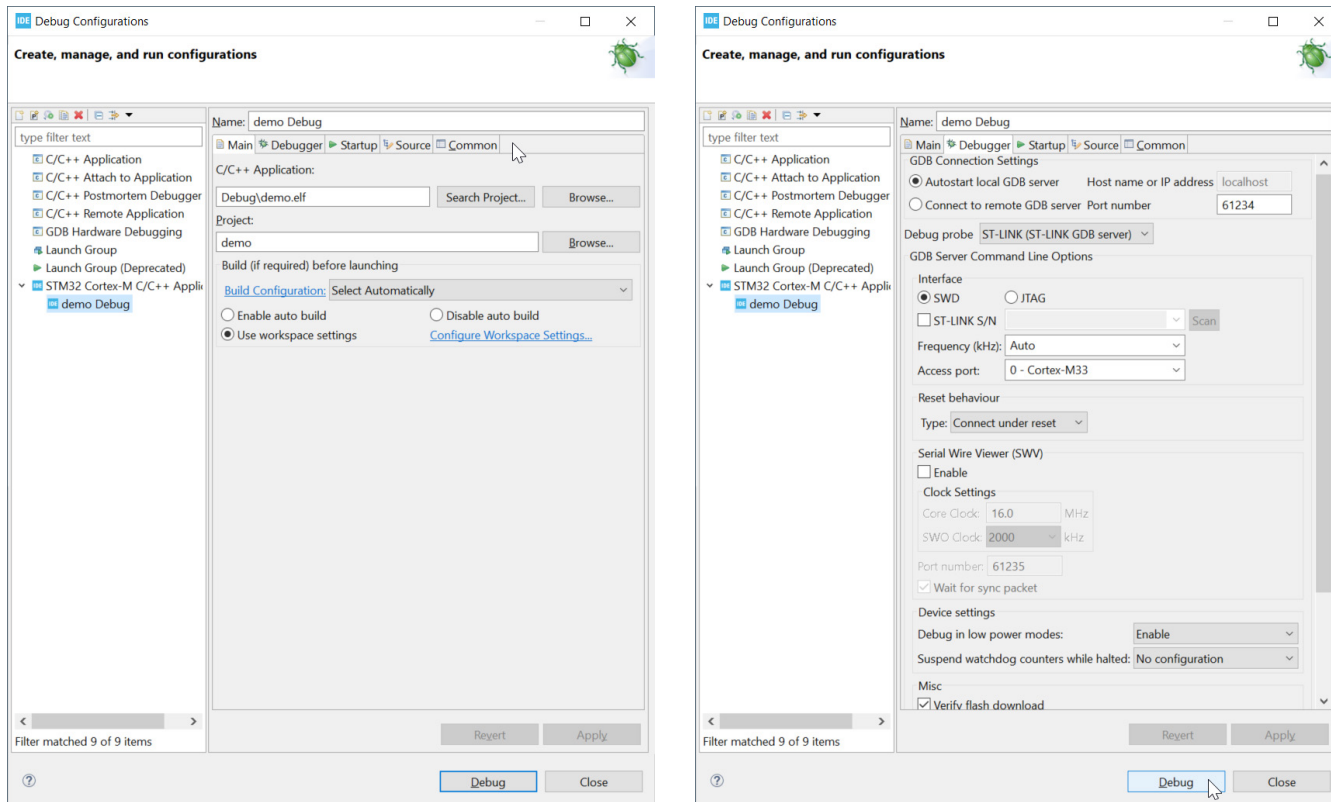 IDE Debug Configurations
Create, manage, and run configurations
type filter text
C/C++ Application
C/C++ Attach to Application
C/C++ Postmortem Debugger
C/C++ Remote Application
GDB Hardware Debugging
Launch Group
Launch Group (Deprecated)
IDE STM32 Cortex-M C/C++ Appli
IDE demo Debug
Filter matched 9 of 9 items
Name: demo Debug
Main Debugger Startup Source Common
C/C++ Application:
Debug\demo.elf Search Project... Browse...
Project:
demo Browse...
Build (if required) before launching
Build Configuration: Select Automatically
Enable auto build Disable auto build
Use workspace settings Configure Workspace Settings...
Revert Apply
? Debug Close
IDE Debug Configurations
Create, manage, and run configurations
type filter text
C/C++ Application
C/C++ Attach to Application
C/C++ Postmortem Debugger
C/C++ Remote Application
GDB Hardware Debugging
Launch Group
Launch Group (Deprecated)
IDE STM32 Cortex-M C/C++ Appli
IDE demo Debug
Filter matched 9 of 9 items
Name: demo Debug
Main Debugger Startup Source Common
GDB Connection Settings
Autostart local GDB server Host name or IP address localhost
Connect to remote GDB server Port number 61234
Debug probe ST-LINK (ST-LINK GDB server)
GDB Server Command Line Options
Interface
SWD JTAG
ST-LINK S/N Scan
Frequency (kHz): Auto
Access port: 0 - Cortex-M33
Reset behaviour
Type: Connect under reset
Serial Wire Viewer (SWV)
Enable
Clock Settings
Core Clock: 16.0 MHz
SWO Clock: 2000 kHz
Port number: 61235
Wait for sync packet
Device settings
Debug in low power modes: Enable
Suspend watchdog counters while halted: No configuration
Misc
Verify flash download
Revert Apply
? Debug Close